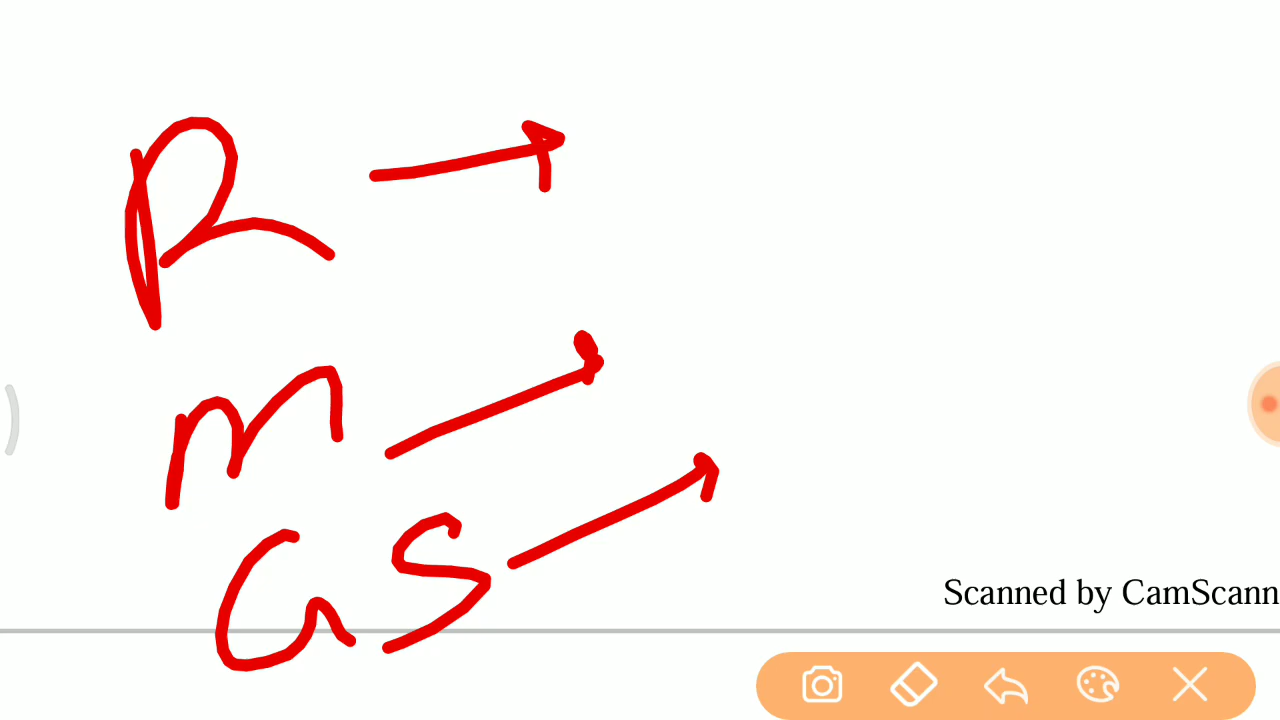 R →
m →
GS →
Scanned by CamScann